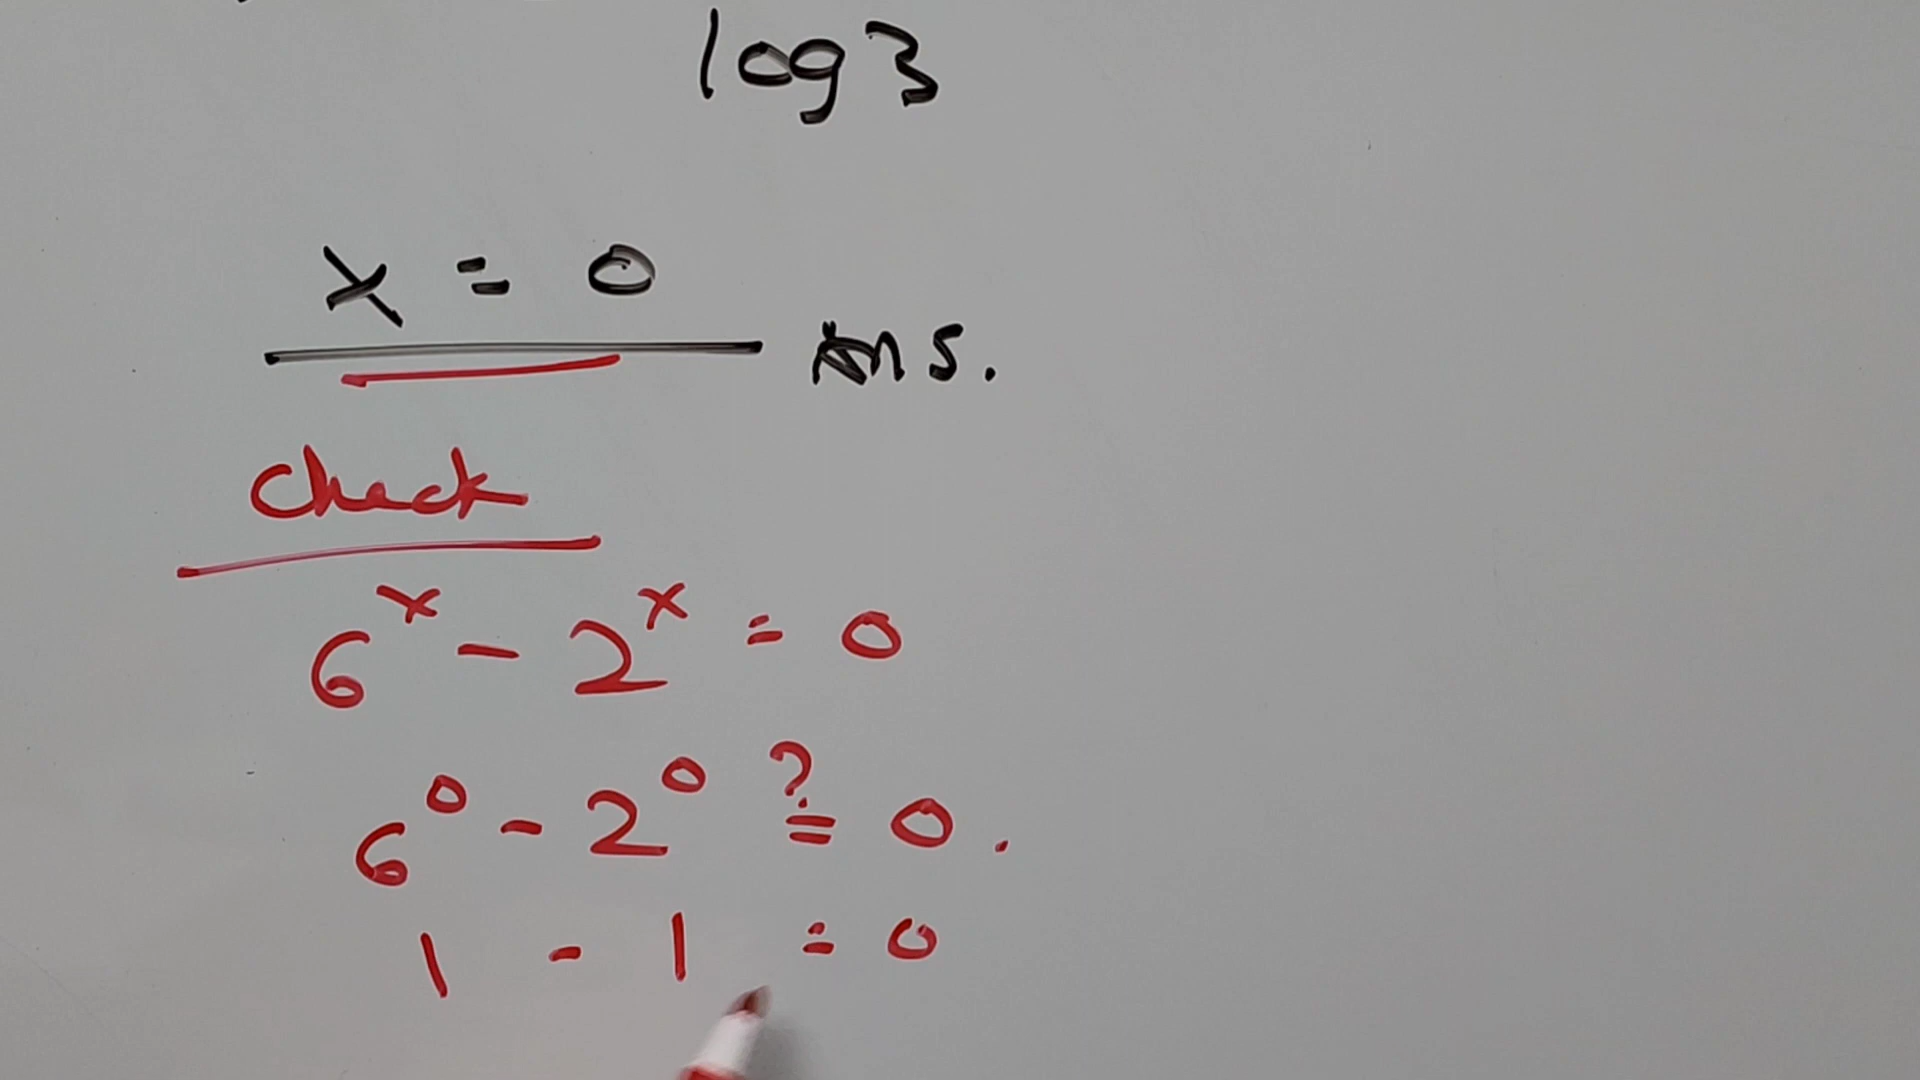 log 3
x = 0
Ans.
Check
6^x - 2^x = 0
6^0 - 2^0 ?= 0.
1 - 1 = 0